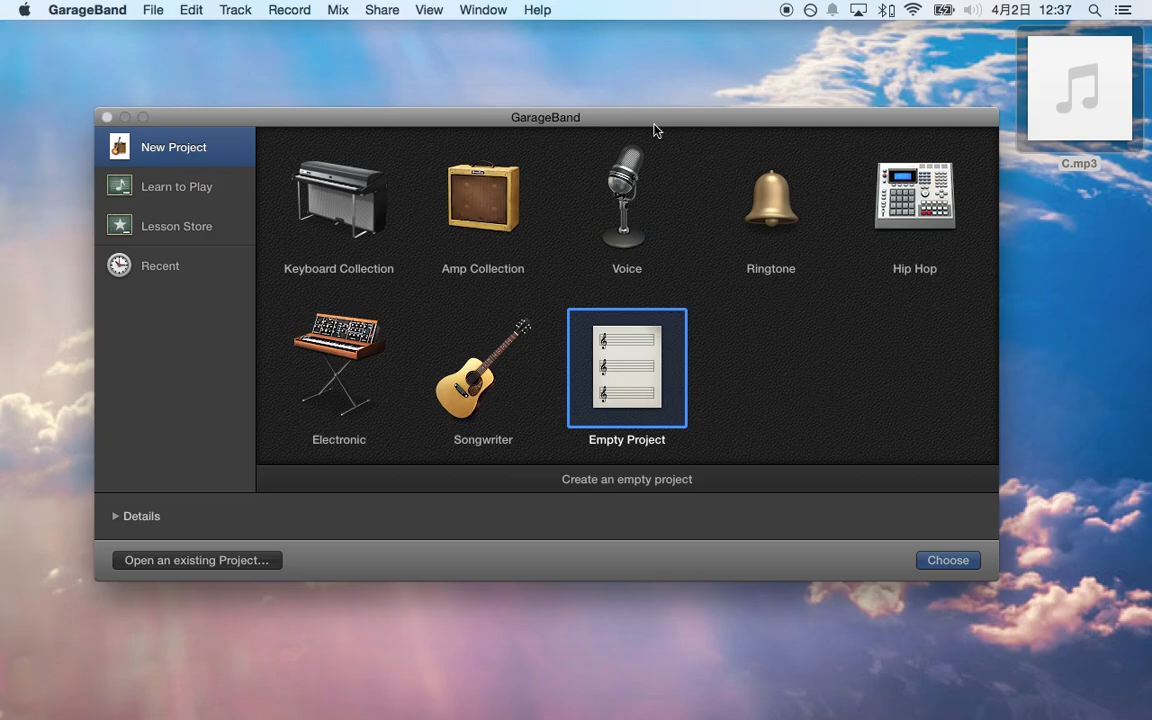 GarageBand File Edit Track Record Mix Share View Window Help 4月2日 12:37
C.mp3
GarageBand
New Project
Learn to Play
Lesson Store
Recent
Keyboard Collection Amp Collection Voice Ringtone Hip Hop
Electronic Songwriter Empty Project
Create an empty project
Details
Open an existing Project... Choose